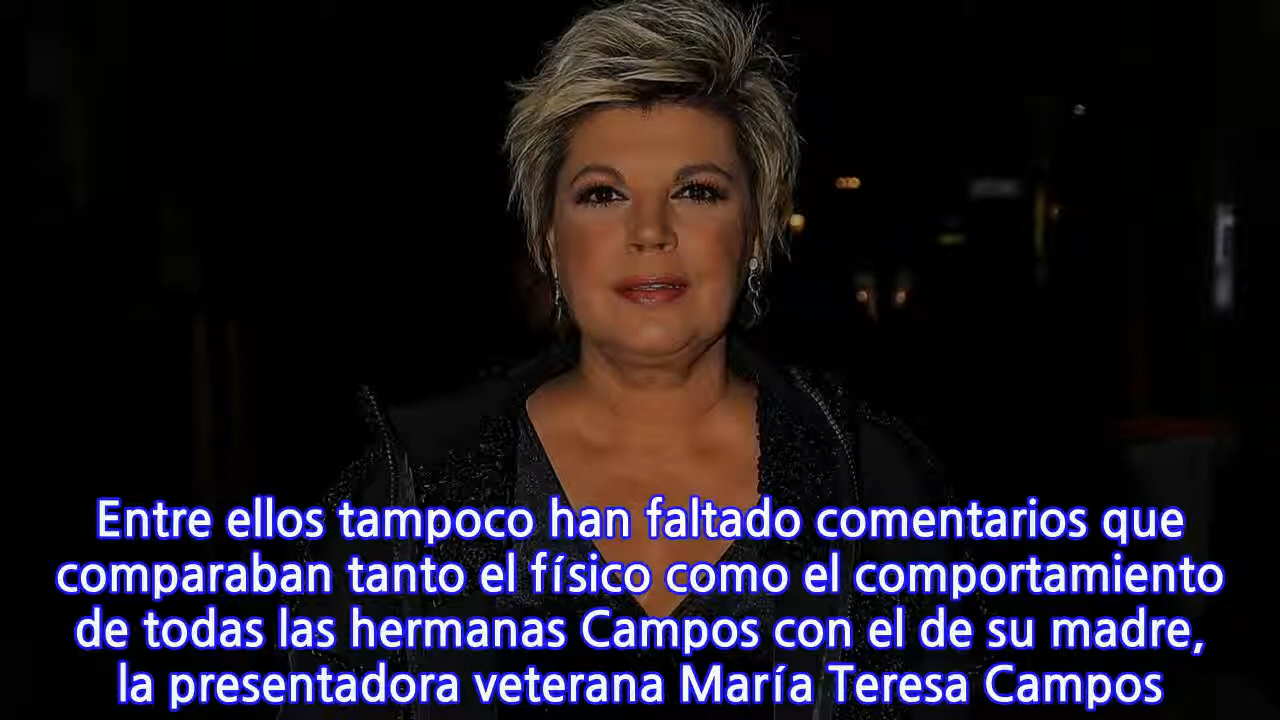 Entre ellos tampoco han faltado comentarios que
comparaban tanto el físico como el comportamiento
de todas las hermanas Campos con el de su madre,
la presentadora veterana María Teresa Campos